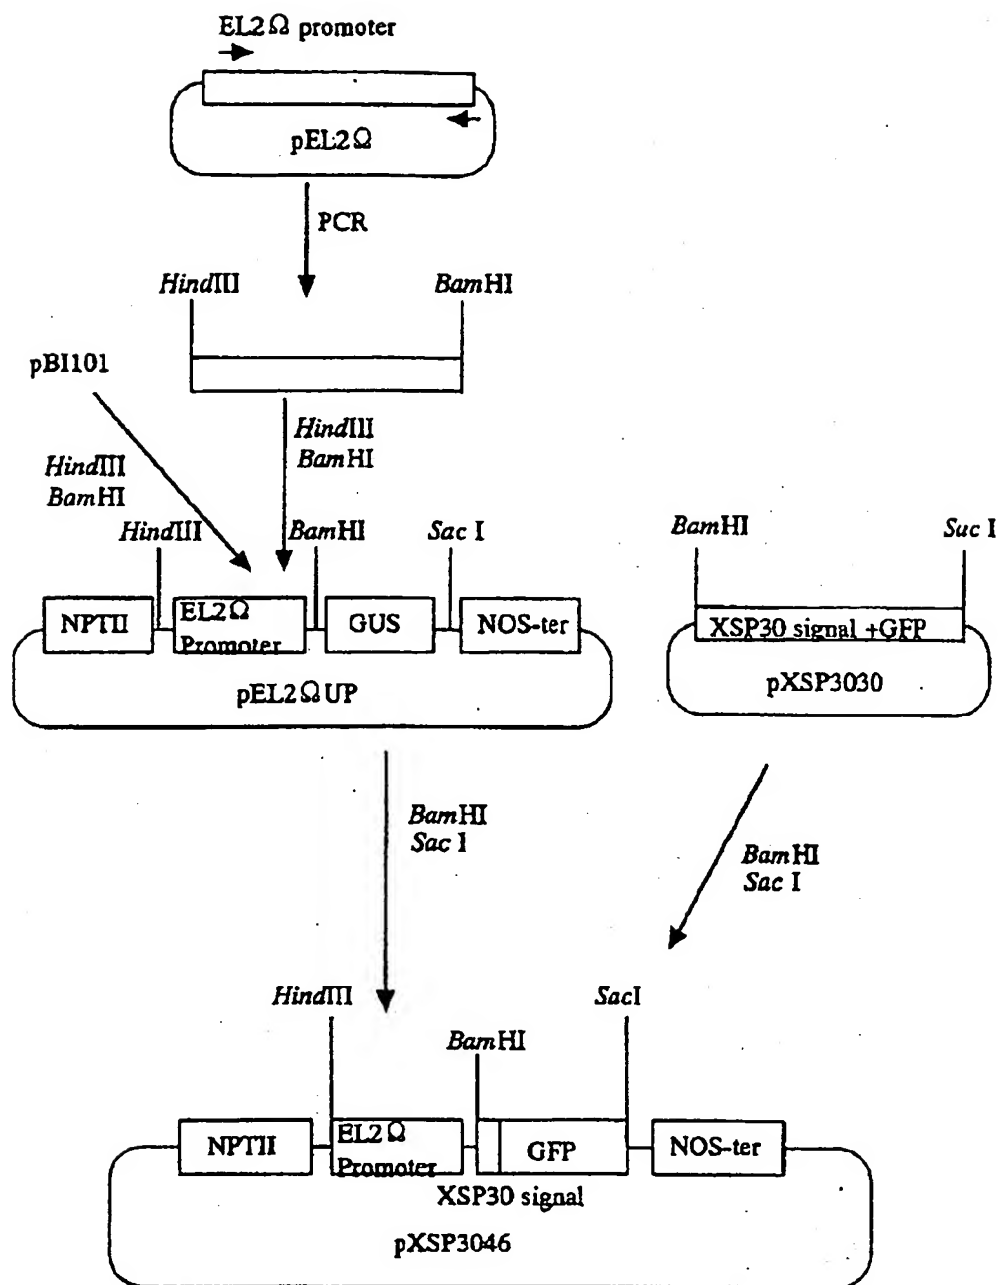 EL2Ω promoter
pEL2Ω
PCR
HindIII
BamHI
pBI101
HindIII
BamHI
HindIII
BamHI
HindIII
BamHI
Sac I
BamHI
Suc I
NPTII
EL2Ω
Promoter
GUS
NOS-ter
XSP30 signal +GFP
pEL2ΩUP
pXSP3030
BamHI
Sac I
BamHI
Sac I
HindIII
SacI
BamHI
NPTII
EL2Ω
Promoter
GFP
NOS-ter
XSP30 signal
pXSP3046